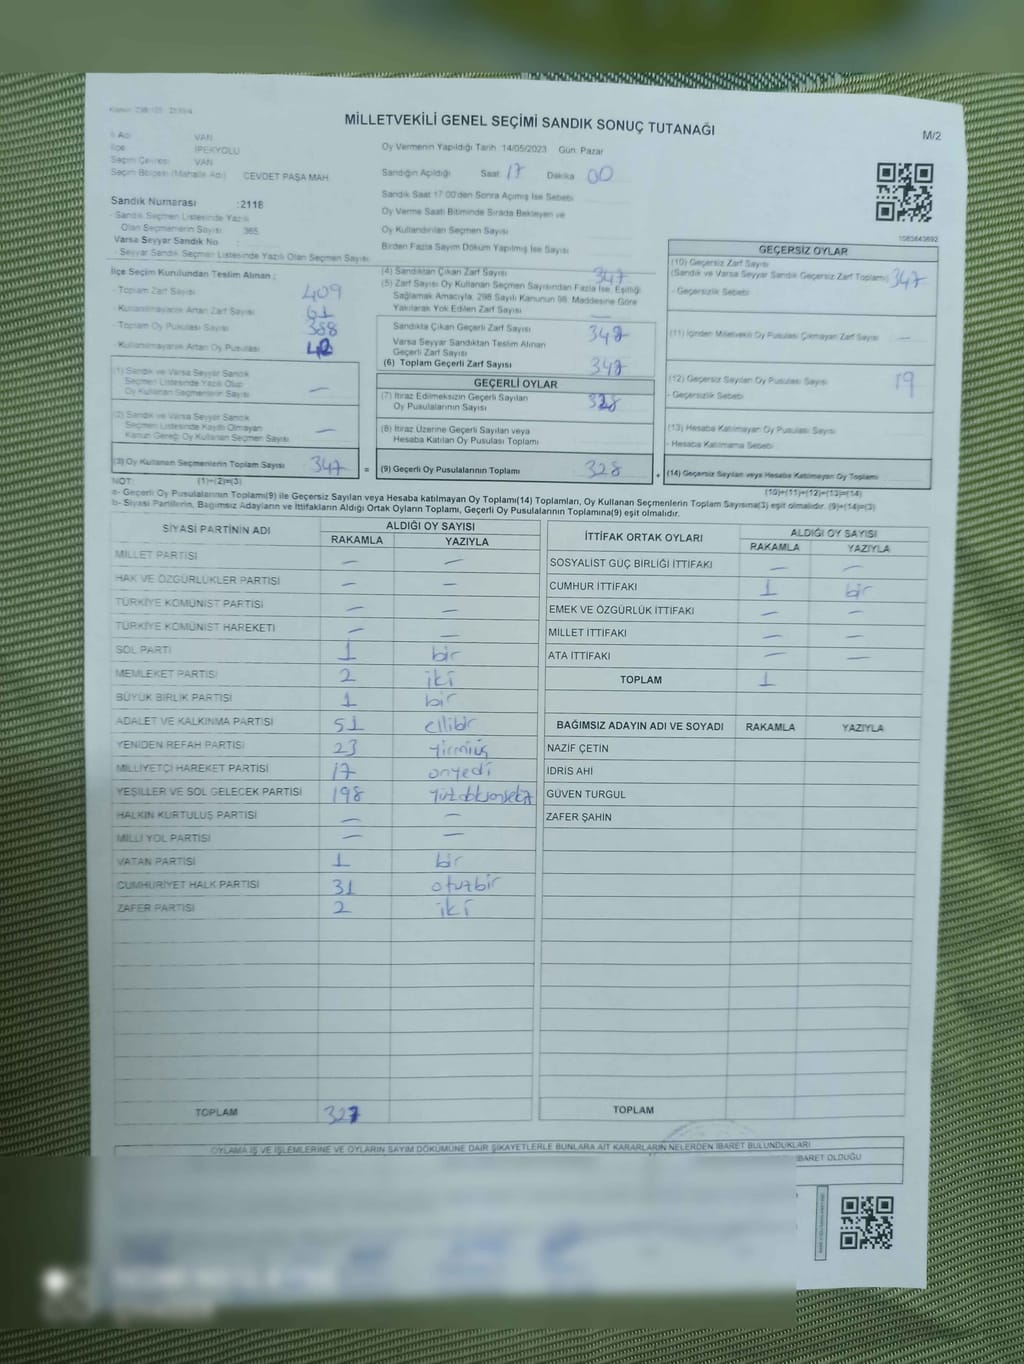 MİLLETVEKİLİ GENEL SEÇİMİ SANDIK SONUÇ TUTANAĞI
M/2
İl Adı VAN
İlçe İPEKYOLU
Seçim Çevresi VAN
Seçim Bölgesi (Mahalle Adı) CEVDET PAŞA MAH.
Sandık Numarası :2118
- Sandık Seçmen Listesinde Yazılı
Olan Seçmenlerin Sayısı : 365
Varsa Seyyar Sandık No :
- Seyyar Sandık Seçmen Listesinde Yazılı Olan Seçmen Sayısı
Oy Vermenin Yapıldığı Tarih 14/05/2023 Gün: Pazar
Sandığın Açıldığı Saat: 17 Dakika 00
Sandık Saat 17:00'den Sonra Açımış İse Sebebi
Oy Verme Saati Bitiminde Sırada Bekleyen ve
Oy Kullandırılan Seçmen Sayısı
Birden Fazla Sayım Döküm Yapılmış İse Sayısı
1083643692
İlçe Seçim Kurulundan Teslim Alınan ;
- Toplam Zarf Sayısı 409
- Kullanılmayarak Artan Zarf Sayısı 61
- Toplam Oy Pusulası Sayısı 388
- Kullanılmayarak Artan Oy Pusulası
(1) Sandık ve Varsa Seyyar Sandık
Seçmen Listesinde Yazılı Olup
Oy Kullanan Seçmenlerin Sayısı —
(2) Sandık ve Varsa Seyyar Sandık
Seçmen Listesinde Kayıtlı Olmayan
Kanun Gereği Oy Kullanan Seçmen Sayısı —
(3) Oy Kullanan Seçmenlerin Toplam Sayısı 347 =
(1)+(2)=(3)
(4) Sandıktan Çıkan Zarf Sayısı 347
(5) Zarf Sayısı Oy Kullanan Seçmen Sayısından Fazla İse, Eşitliği
Sağlamak Amacıyla, 298 Sayılı Kanunun 98. Maddesine Göre
Yakılarak Yok Edilen Zarf Sayısı —
Sandıkta Çıkan Geçerli Zarf Sayısı 347
Varsa Seyyar Sandıktan Teslim Alınan
Geçerli Zarf Sayısı
(6) Toplam Geçerli Zarf Sayısı 347
GEÇERLİ OYLAR
(7) İtiraz Edilmeksizin Geçerli Sayılan
Oy Pusulalarının Sayısı 328
(8) İtiraz Üzerine Geçerli Sayılan veya
Hesaba Katılan Oy Pusulası Toplamı
(9) Geçerli Oy Pusulalarının Toplamı 328 +
GEÇERSİZ OYLAR
(10) Geçersiz Zarf Sayısı
(Sandık ve Varsa Seyyar Sandık Geçersiz Zarf Toplamı) 347
- Geçersizlik Sebebi
(11) İçinden Milletvekili Oy Pusulası Çıkmayan Zarf Sayısı —
(12) Geçersiz Sayılan Oy Pusulası Sayısı 19
- Geçersizlik Sebebi
(13) Hesaba Katılmayan Oy Pusulası Sayısı
- Hesaba Katılmama Sebebi
(14) Geçersiz Sayılan veya Hesaba Katılmayan Oy Toplamı
(10)+(11)+(12)+(13)=(14)
NOT:
a- Geçerli Oy Pusulalarının Toplamı(9) ile Geçersiz Sayılan veya Hesaba katılmayan Oy Toplamı(14) Toplamları, Oy Kullanan Seçmenlerin Toplam Sayısına(3) eşit olmalıdır. (9)+(14)=(3)
b- Siyasi Partilerin, Bağımsız Adayların ve İttifakların Aldığı Ortak Oyların Toplamı, Geçerli Oy Pusulalarının Toplamına(9) eşit olmalıdır.
SİYASİ PARTİNİN ADI ALDIĞI OY SAYISI
RAKAMLA YAZIYLA
MİLLET PARTİSİ — —
HAK VE ÖZGÜRLÜKLER PARTİSİ — —
TÜRKİYE KOMÜNİST PARTİSİ — —
TÜRKİYE KOMÜNİST HAREKETİ — —
SOL PARTİ 1 bir
MEMLEKET PARTİSİ 2 iki
BÜYÜK BİRLİK PARTİSİ 1 bir
ADALET VE KALKINMA PARTİSİ 51 ellibir
YENİDEN REFAH PARTİSİ 23 yirmiüç
MİLLİYETÇİ HAREKET PARTİSİ 17 onyedi
YEŞİLLER VE SOL GELECEK PARTİSİ 198
HALKIN KURTULUŞ PARTİSİ — —
MİLLİ YOL PARTİSİ — —
VATAN PARTİSİ 1 bir
CUMHURİYET HALK PARTİSİ 31 otuzbir
ZAFER PARTİSİ 2 iki
TOPLAM 327
İTTİFAK ORTAK OYLARI ALDIĞI OY SAYISI
RAKAMLA YAZIYLA
SOSYALİST GÜÇ BİRLİĞİ İTTİFAKI — —
CUMHUR İTTİFAKI 1 bir
EMEK VE ÖZGÜRLÜK İTTİFAKI — —
MİLLET İTTİFAKI — —
ATA İTTİFAKI — —
TOPLAM 1
BAĞIMSIZ ADAYIN ADI VE SOYADI RAKAMLA YAZIYLA
NAZİF ÇETİN
İDRİS AHİ
GÜVEN TURGUL
ZAFER ŞAHİN
TOPLAM
OYLAMA İŞ VE İŞLEMLERİNE VE OYLARIN SAYIM DÖKÜMÜNE DAİR ŞİKAYETLERLE BUNLARA AİT KARARLARIN NELERDEN İBARET BULUNDUKLARI
İBARET OLDUĞU